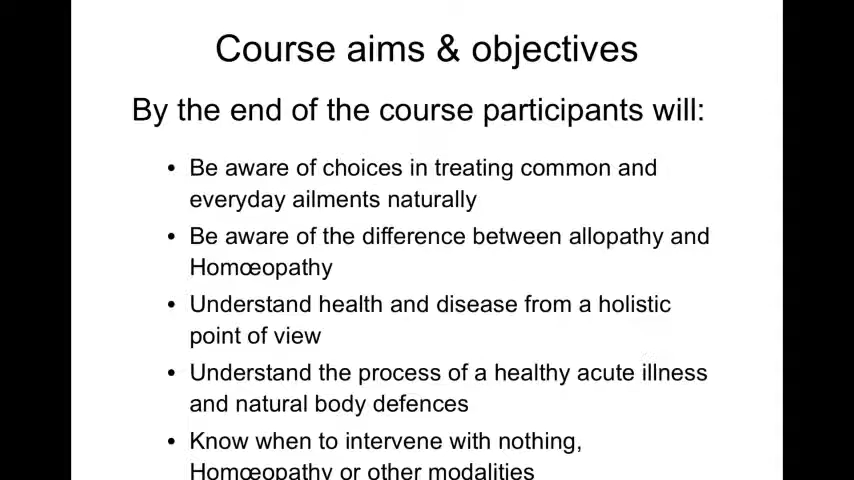 Course aims & objectives
By the end of the course participants will:
• Be aware of choices in treating common and
everyday ailments naturally
• Be aware of the difference between allopathy and
Homœopathy
• Understand health and disease from a holistic
point of view
• Understand the process of a healthy acute illness
and natural body defences
• Know when to intervene with nothing,
Homœopathy or other modalities